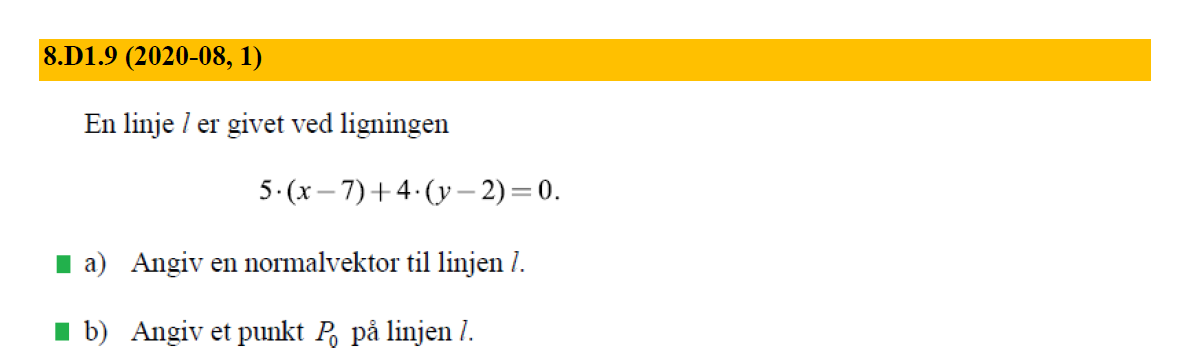 8.D1.9 (2020-08, 1)
En linje l er givet ved ligningen
5·(x−7)+4·(y−2)=0.
a) Angiv en normalvektor til linjen l.
b) Angiv et punkt P₀ på linjen l.